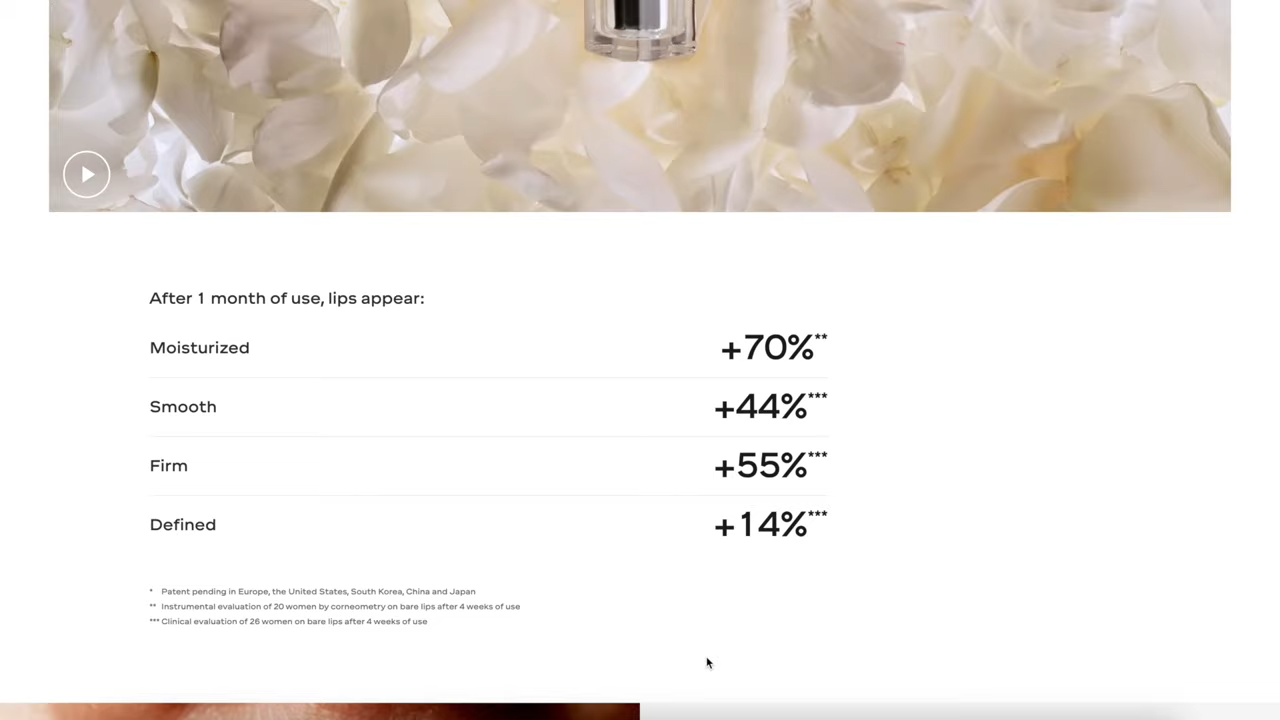 After 1 month of use, lips appear:
Moisturized +70%**
Smooth +44%***
Firm +55%***
Defined +14%***
* Patent pending in Europe, the United States, South Korea, China and Japan
** Instrumental evaluation of 20 women by corneometry on bare lips after 4 weeks of use
*** Clinical evaluation of 26 women on bare lips after 4 weeks of use